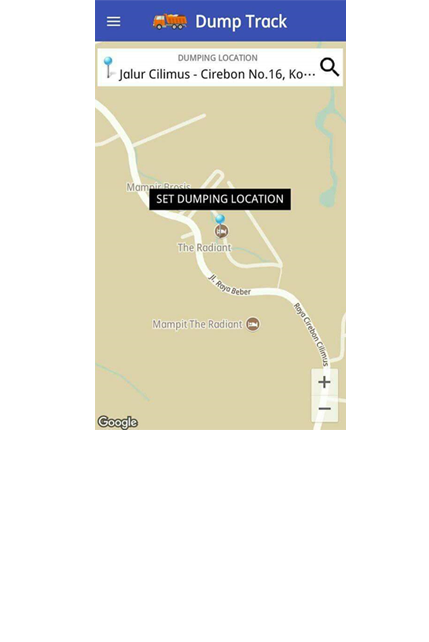 Dump Track
DUMPING LOCATION
Jalur Cilimus - Cirebon No.16, Ko···
Mampir Brosis
SET DUMPING LOCATION
The Radiant
Jl. Raya Beber
Raya Cirebon Cilimus
Mampit The Radiant
+
−
Google